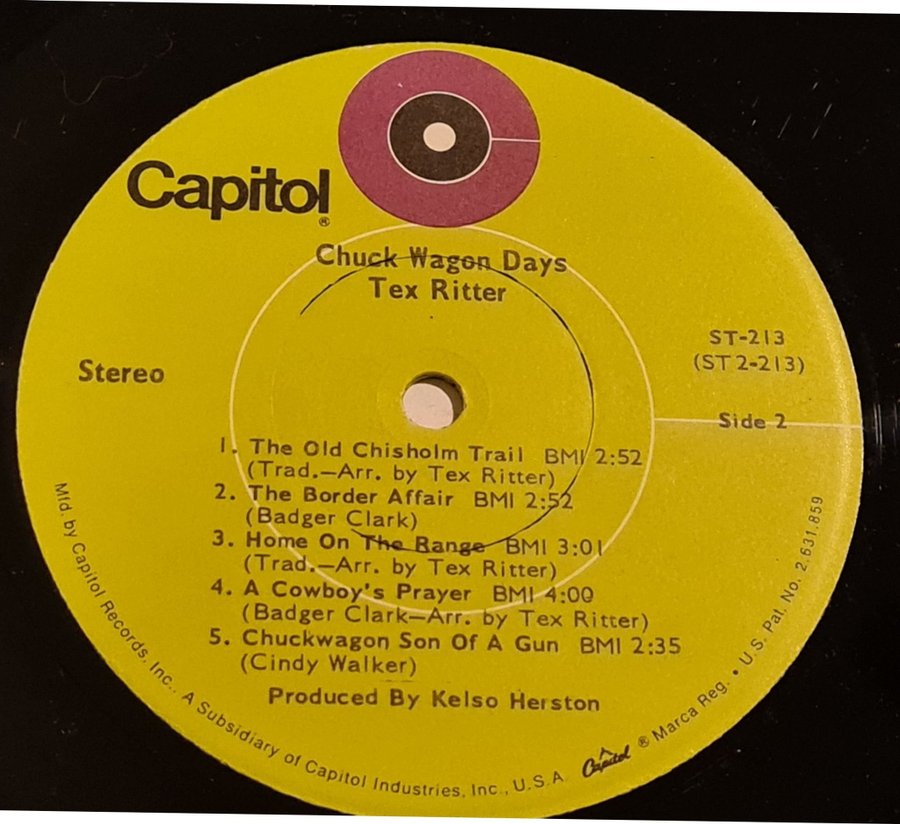 Capitol®
Chuck Wagon Days
Tex Ritter
Stereo
ST-213
(ST 2-213)
Side 2
1. The Old Chisholm Trail BMI 2:52
(Trad.—Arr. by Tex Ritter)
2. The Border Affair BMI 2:52
(Badger Clark)
3. Home On The Range BMI 3:01
(Trad.—Arr. by Tex Ritter)
4. A Cowboy's Prayer BMI 4:00
(Badger Clark—Arr. by Tex Ritter)
5. Chuckwagon Son Of A Gun BMI 2:35
(Cindy Walker)
Produced By Kelso Herston
Mfd. by Capitol Records, Inc., A Subsidiary of Capitol Industries, Inc., U.S.A Capitol ® Marca Reg. • U.S. Pat. No. 2.631.859